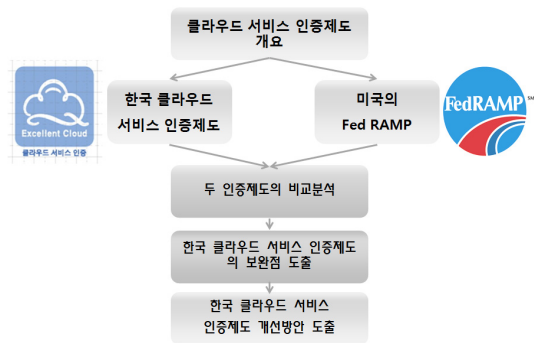 클라우드 서비스 인증제도
개요
Excellent Cloud
클라우드 서비스 인증
한국 클라우드
서비스 인증제도
미국의
Fed RAMP
FedRAMP
SM
두 인증제도의 비교분석
한국 클라우드 서비스 인증제도
의 보완점 도출
한국 클라우드 서비스
인증제도 개선방안 도출